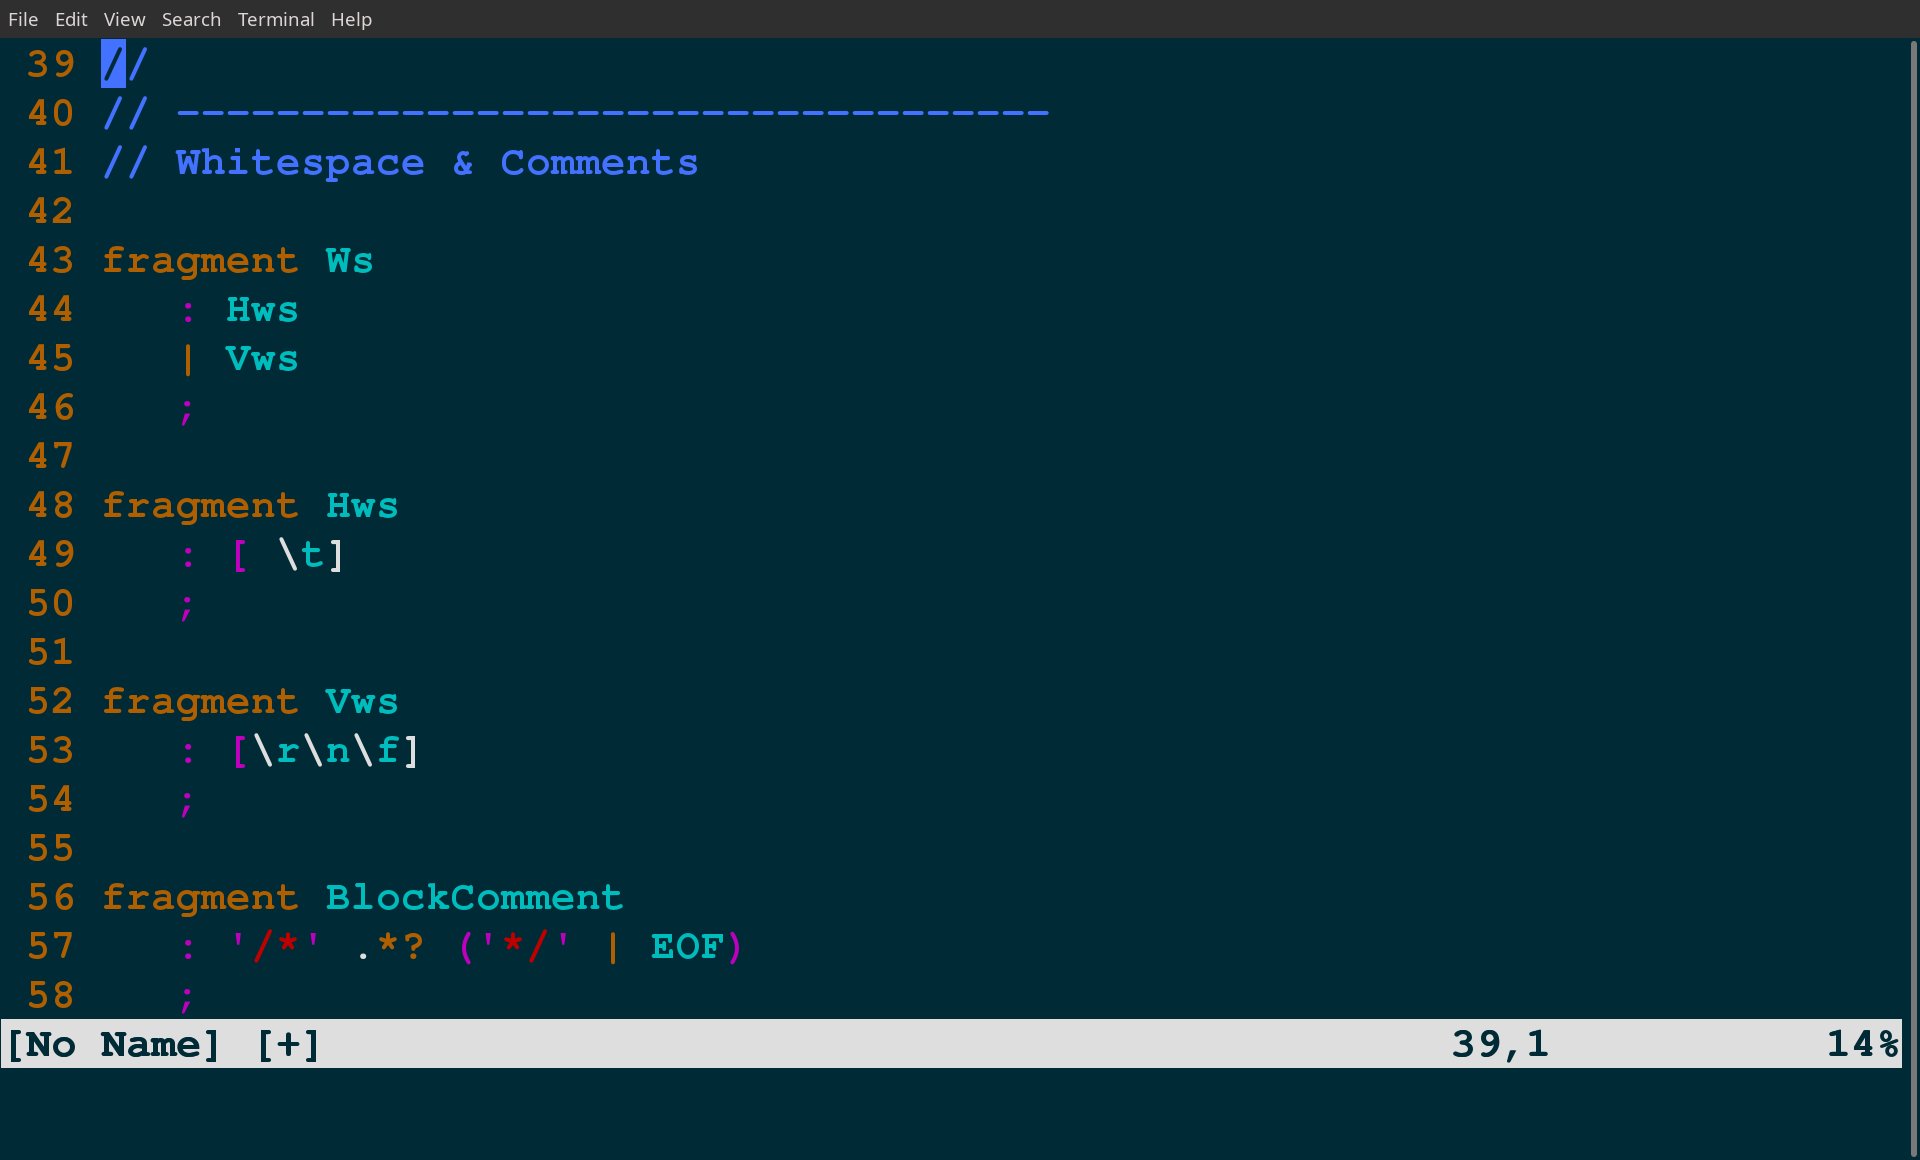 File Edit View Search Terminal Help
39 //
40 // -----------------------------------
41 // Whitespace & Comments
42
43 fragment Ws
44    : Hws
45    | Vws
46    ;
47
48 fragment Hws
49    : [ \t]
50    ;
51
52 fragment Vws
53    : [\r\n\f]
54    ;
55
56 fragment BlockComment
57    : '/*' .*? ('*/' | EOF)
58    ;
[No Name] [+] 39,1 14%